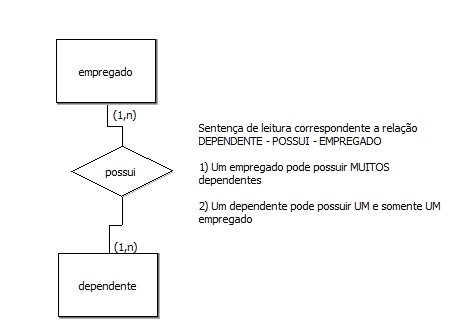 empregado
(1,n)
possui
(1,n)
dependente
Sentença de leitura correspondente a relação
DEPENDENTE - POSSUI - EMPREGADO
1) Um empregado pode possuir MUITOS
dependentes
2) Um dependente pode possuir UM e somente UM
empregado